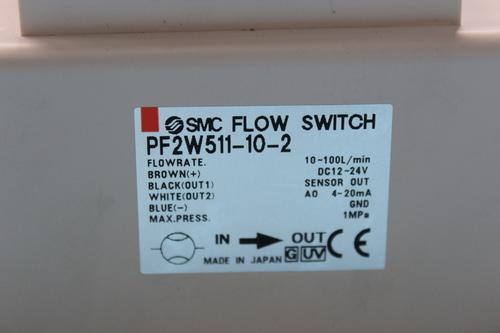 SMC FLOW SWITCH
PF2W511-10-2
FLOWRATE. 10~100L/min
BROWN(+) DC12~24V
BLACK(OUT1) SENSOR OUT
WHITE(OUT2) AO 4~20mA
BLUE(−) GND
MAX.PRESS. 1MPa
IN OUT CE
MADE IN JAPAN G UV